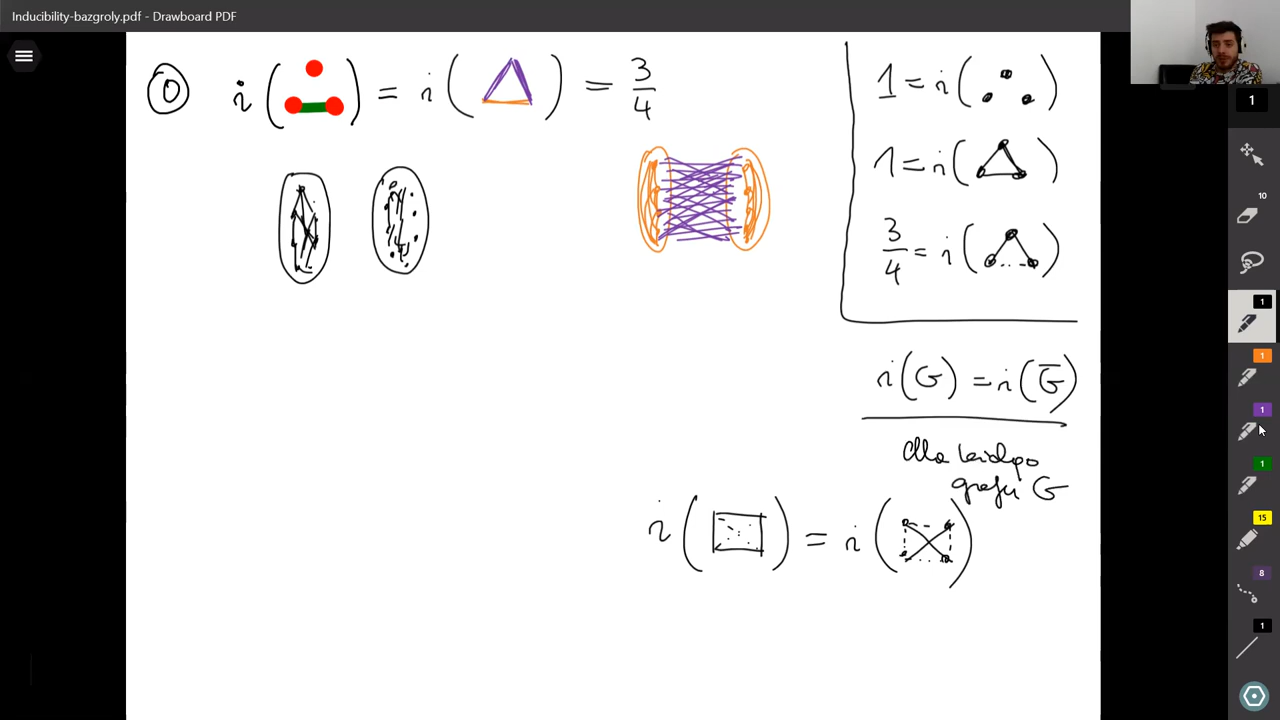 Inducibility-bazgroly.pdf - Drawboard PDF
0 i ( ) = i ( ) = 3/4
1 = i ( )
1 = i ( )
3/4 = i ( )
i(G) = i(G̅)
dla każdego
grafu G
i ( ) = i ( )
1
10
1
1
1
1
15
8
1